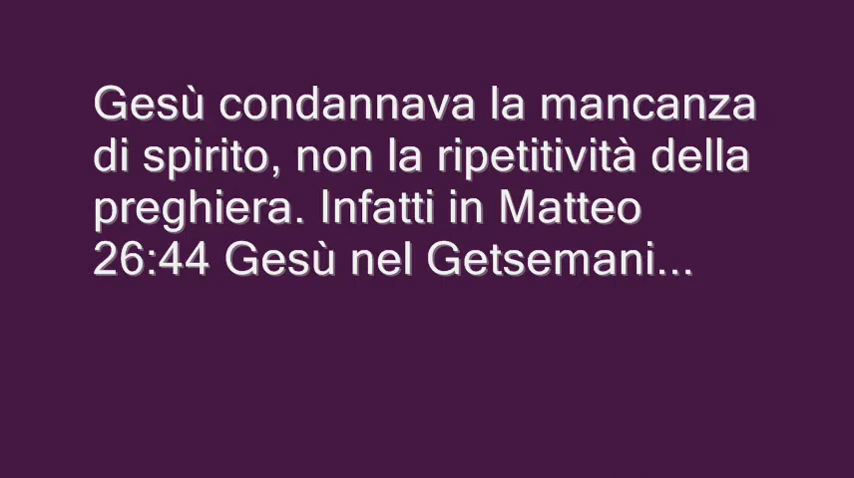 Gesù condannava la mancanza
di spirito, non la ripetitività della
preghiera. Infatti in Matteo
26:44 Gesù nel Getsemani...